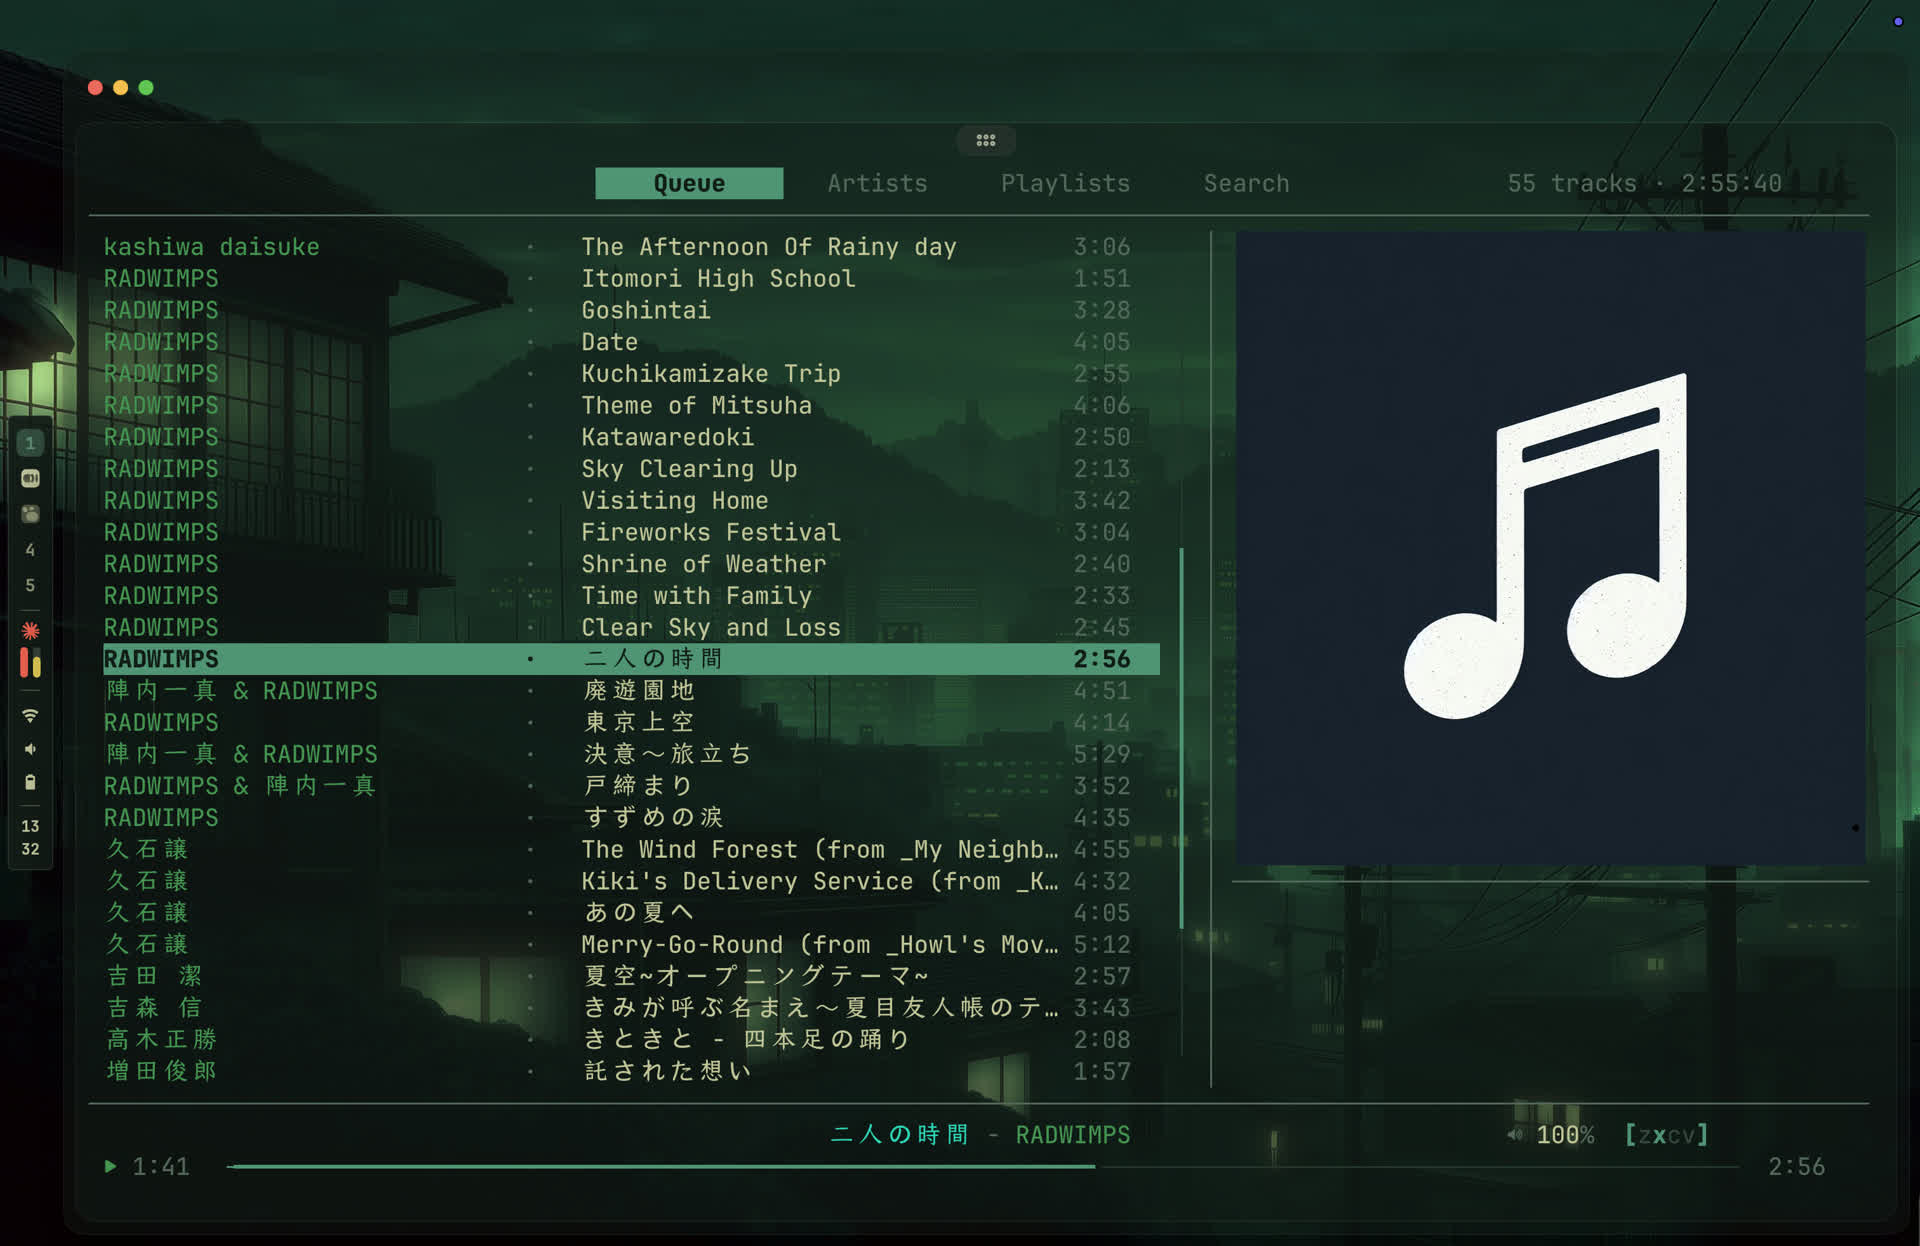 Queue Artists Playlists Search 55 tracks · 2:55:40
kashiwa daisuke · The Afternoon Of Rainy day 3:06
RADWIMPS · Itomori High School 1:51
RADWIMPS · Goshintai 3:28
RADWIMPS · Date 4:05
RADWIMPS · Kuchikamizake Trip 2:55
RADWIMPS · Theme of Mitsuha 4:06
RADWIMPS · Katawaredoki 2:50
RADWIMPS · Sky Clearing Up 2:13
RADWIMPS · Visiting Home 3:42
RADWIMPS · Fireworks Festival 3:04
RADWIMPS · Shrine of Weather 2:40
RADWIMPS · Time with Family 2:33
RADWIMPS · Clear Sky and Loss 2:45
RADWIMPS · 二人の時間 2:56
陣内一真 & RADWIMPS · 廃遊園地 4:51
RADWIMPS · 東京上空 4:14
陣内一真 & RADWIMPS · 決意〜旅立ち 5:29
RADWIMPS & 陣内一真 · 戸締まり 3:52
RADWIMPS · すずめの涙 4:35
久石譲 · The Wind Forest (from _My Neighb… 4:55
久石譲 · Kiki's Delivery Service (from _K… 4:32
久石譲 · あの夏へ 4:05
久石譲 · Merry-Go-Round (from _Howl's Mov… 5:12
吉田 潔 · 夏空~オープニングテーマ~ 2:57
吉森 信 · きみが呼ぶ名まえ〜夏目友人帳のテ… 3:43
高木正勝 · きときと - 四本足の踊り 2:08
増田俊郎 · 託された想い 1:57
二人の時間 - RADWIMPS 100% [zxcv]
1:41 2:56
1
4
5
13
32